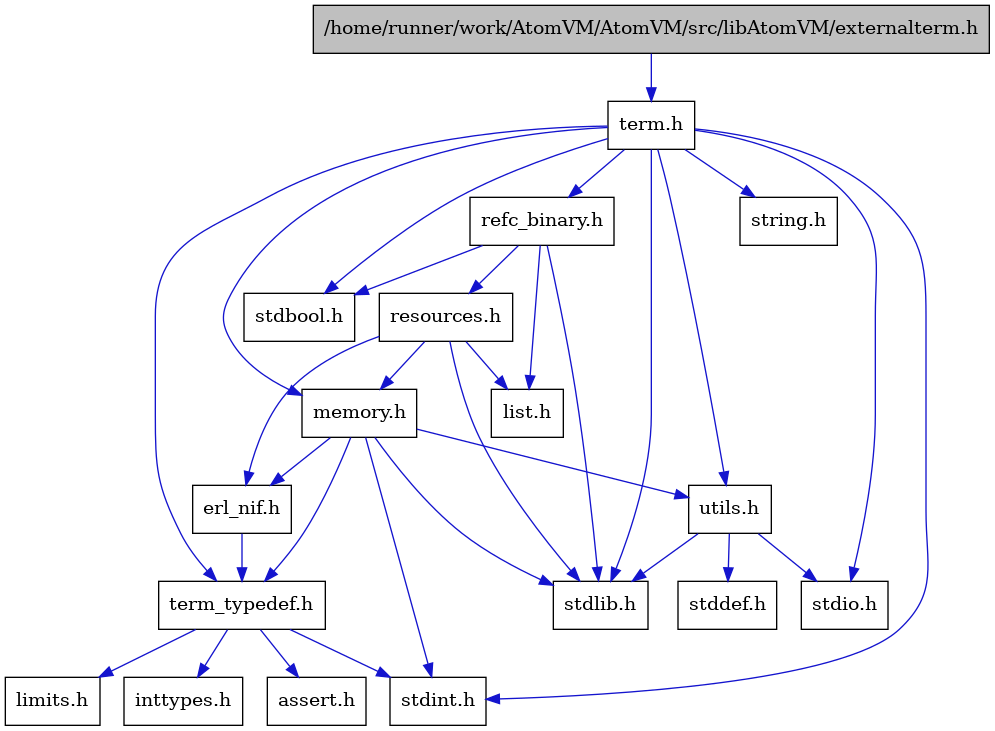 /home/runner/work/AtomVM/AtomVM/src/libAtomVM/externalterm.h
term.h
refc_binary.h
string.h
stdbool.h
resources.h
memory.h
list.h
erl_nif.h
utils.h
term_typedef.h
stdlib.h
stddef.h
stdio.h
limits.h
inttypes.h
assert.h
stdint.h